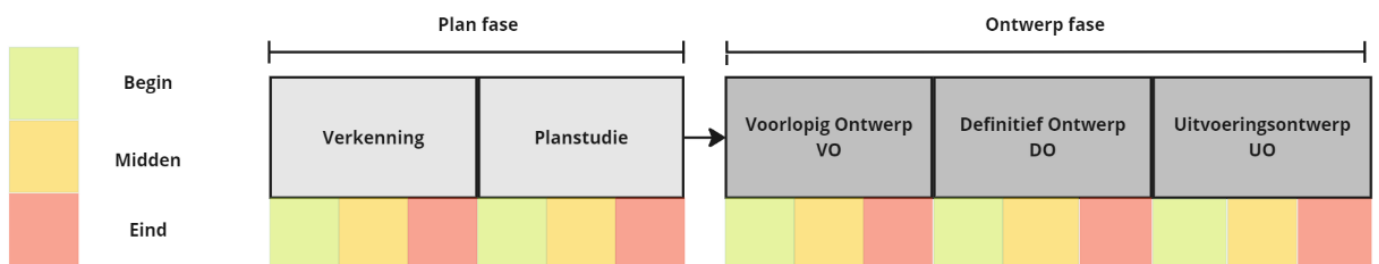 Plan fase
Ontwerp fase
Begin
Midden
Eind
Verkenning
Planstudie
Voorlopig Ontwerp
VO
Definitief Ontwerp
DO
Uitvoeringsontwerp
UO